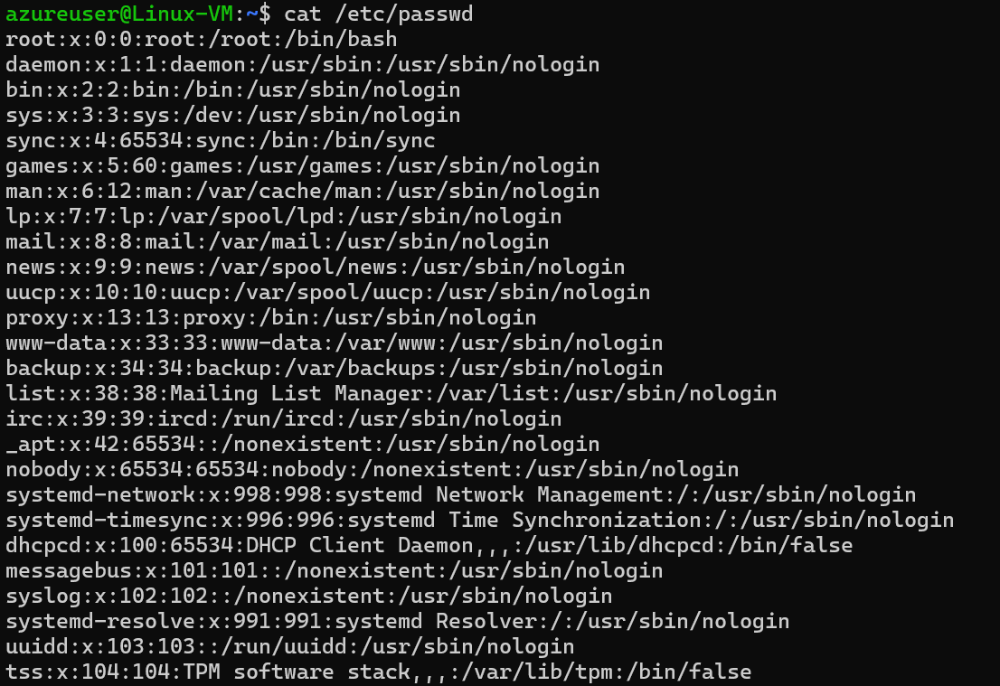 azureuser@Linux-VM:~$ cat /etc/passwd
root:x:0:0:root:/root:/bin/bash
daemon:x:1:1:daemon:/usr/sbin:/usr/sbin/nologin
bin:x:2:2:bin:/bin:/usr/sbin/nologin
sys:x:3:3:sys:/dev:/usr/sbin/nologin
sync:x:4:65534:sync:/bin:/bin/sync
games:x:5:60:games:/usr/games:/usr/sbin/nologin
man:x:6:12:man:/var/cache/man:/usr/sbin/nologin
lp:x:7:7:lp:/var/spool/lpd:/usr/sbin/nologin
mail:x:8:8:mail:/var/mail:/usr/sbin/nologin
news:x:9:9:news:/var/spool/news:/usr/sbin/nologin
uucp:x:10:10:uucp:/var/spool/uucp:/usr/sbin/nologin
proxy:x:13:13:proxy:/bin:/usr/sbin/nologin
www-data:x:33:33:www-data:/var/www:/usr/sbin/nologin
backup:x:34:34:backup:/var/backups:/usr/sbin/nologin
list:x:38:38:Mailing List Manager:/var/list:/usr/sbin/nologin
irc:x:39:39:ircd:/run/ircd:/usr/sbin/nologin
_apt:x:42:65534::/nonexistent:/usr/sbin/nologin
nobody:x:65534:65534:nobody:/nonexistent:/usr/sbin/nologin
systemd-network:x:998:998:systemd Network Management:/:/usr/sbin/nologin
systemd-timesync:x:996:996:systemd Time Synchronization:/:/usr/sbin/nologin
dhcpcd:x:100:65534:DHCP Client Daemon,,,:/usr/lib/dhcpcd:/bin/false
messagebus:x:101:101::/nonexistent:/usr/sbin/nologin
syslog:x:102:102::/nonexistent:/usr/sbin/nologin
systemd-resolve:x:991:991:systemd Resolver:/:/usr/sbin/nologin
uuidd:x:103:103::/run/uuidd:/usr/sbin/nologin
tss:x:104:104:TPM software stack,,,:/var/lib/tpm:/bin/false